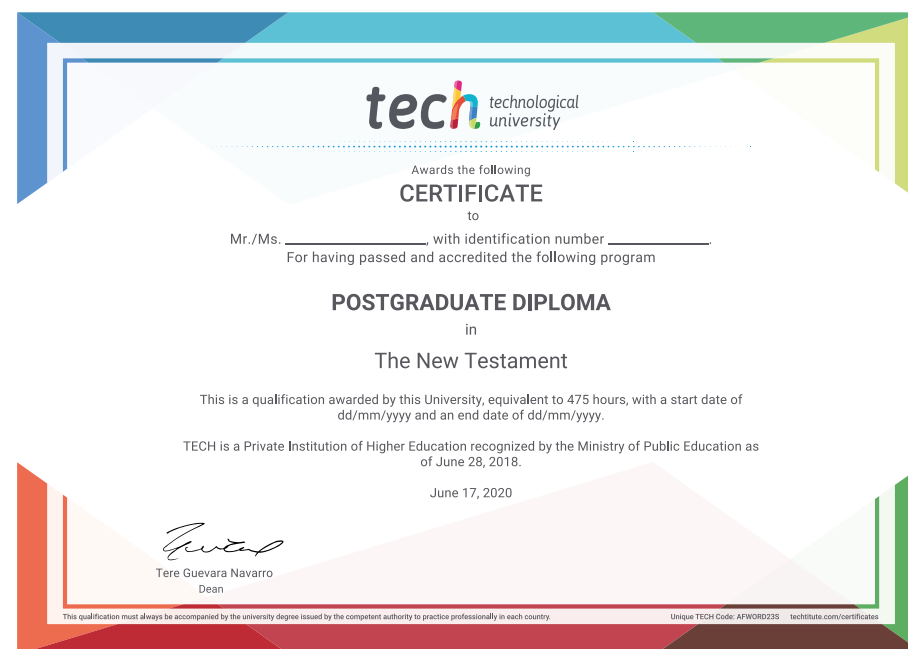 tech technological
university
Awards the following
CERTIFICATE
to
Mr./Ms. ____________________, with identification number ______________.
For having passed and accredited the following program
POSTGRADUATE DIPLOMA
in
The New Testament
This is a qualification awarded by this University, equivalent to 475 hours, with a start date of
dd/mm/yyyy and an end date of dd/mm/yyyy.
TECH is a Private Institution of Higher Education recognized by the Ministry of Public Education as
of June 28, 2018.
June 17, 2020
Tere Guevara Navarro
Dean
This qualification must always be accompanied by the university degree issued by the competent authority to practice professionally in each country.
Unique TECH Code: AFWORD23S techtitute.com/certificates